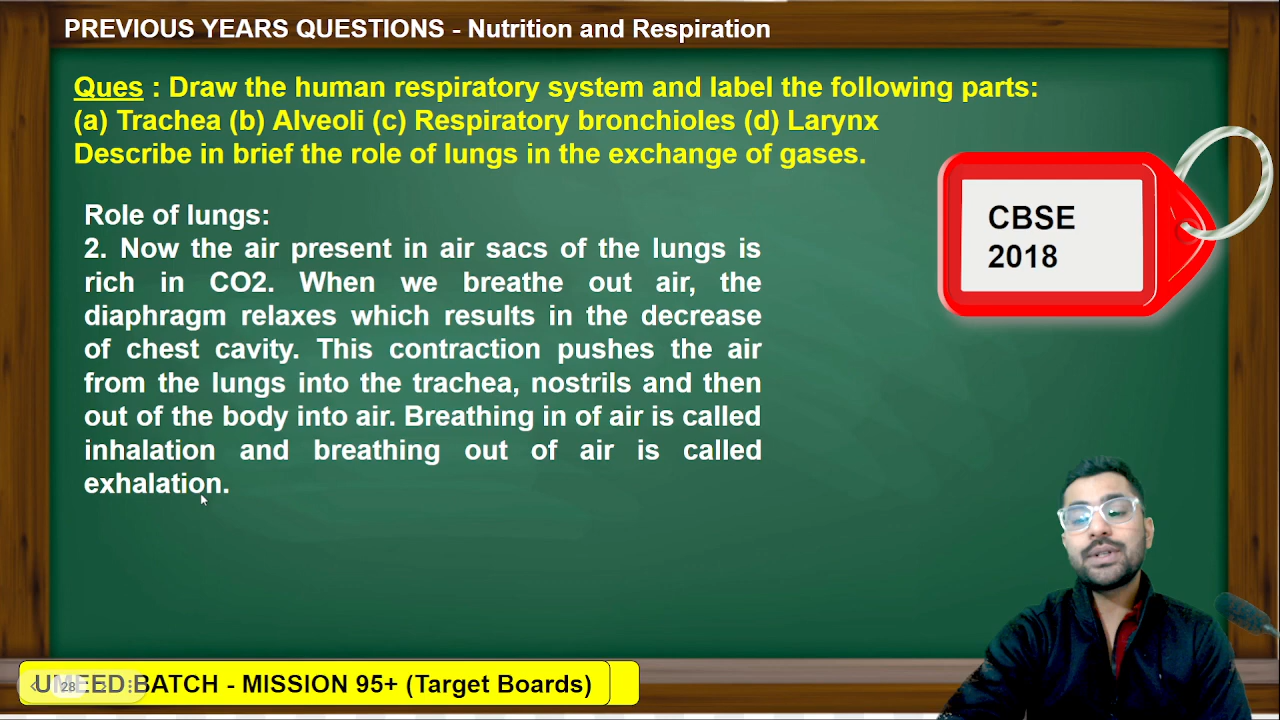 PREVIOUS YEARS QUESTIONS - Nutrition and Respiration
Ques : Draw the human respiratory system and label the following parts:
(a) Trachea (b) Alveoli (c) Respiratory bronchioles (d) Larynx
Describe in brief the role of lungs in the exchange of gases.
CBSE
2018
Role of lungs:
2. Now the air present in air sacs of the lungs is
rich in CO2. When we breathe out air, the
diaphragm relaxes which results in the decrease
of chest cavity. This contraction pushes the air
from the lungs into the trachea, nostrils and then
out of the body into air. Breathing in of air is called
inhalation and breathing out of air is called
exhalation.
UMEED BATCH - MISSION 95+ (Target Boards)
28